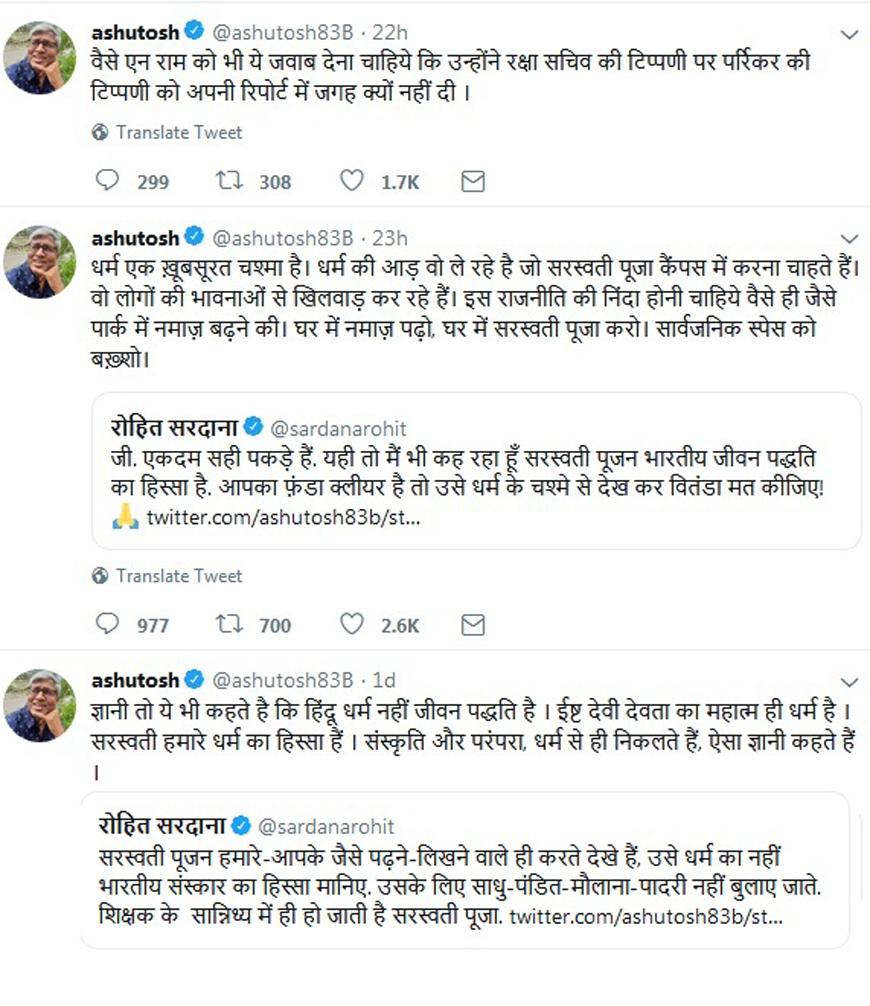 ashutosh @ashutosh83B · 22h
वैसे एन राम को भी ये जवाब देना चाहिये कि उन्होंने रक्षा सचिव की टिप्पणी पर पर्रिकर की
टिप्पणी को अपनी रिपोर्ट में जगह क्यों नहीं दी ।
Translate Tweet
299 308 1.7K
ashutosh @ashutosh83B · 23h
धर्म एक ख़ूबसूरत चश्मा है। धर्म की आड़ वो ले रहे है जो सरस्वती पूजा कैंपस में करना चाहते हैं।
वो लोगों की भावनाओं से खिलवाड़ कर रहे हैं। इस राजनीति की निंदा होनी चाहिये वैसे ही जैसे
पार्क में नमाज़ बढ़ने की। घर में नमाज़ पढ़ो, घर में सरस्वती पूजा करो। सार्वजनिक स्पेस को
बख़्शो।
रोहित सरदाना @sardanarohit
जी. एकदम सही पकड़े हैं. यही तो मैं भी कह रहा हूँ सरस्वती पूजन भारतीय जीवन पद्धति
का हिस्सा है. आपका फ़ंडा क्लीयर है तो उसे धर्म के चश्मे से देख कर वितंडा मत कीजिए!
🙏 twitter.com/ashutosh83b/st...
Translate Tweet
977 700 2.6K
ashutosh @ashutosh83B · 1d
ज्ञानी तो ये भी कहते है कि हिंदू धर्म नहीं जीवन पद्धति है । ईष्ट देवी देवता का महात्म ही धर्म है ।
सरस्वती हमारे धर्म का हिस्सा हैं । संस्कृति और परंपरा, धर्म से ही निकलते हैं, ऐसा ज्ञानी कहते हैं
।
रोहित सरदाना @sardanarohit
सरस्वती पूजन हमारे-आपके जैसे पढ़ने-लिखने वाले ही करते देखे हैं, उसे धर्म का नहीं
भारतीय संस्कार का हिस्सा मानिए. उसके लिए साधु-पंडित-मौलाना-पादरी नहीं बुलाए जाते.
शिक्षक के सान्निध्य में ही हो जाती है सरस्वती पूजा. twitter.com/ashutosh83b/st...